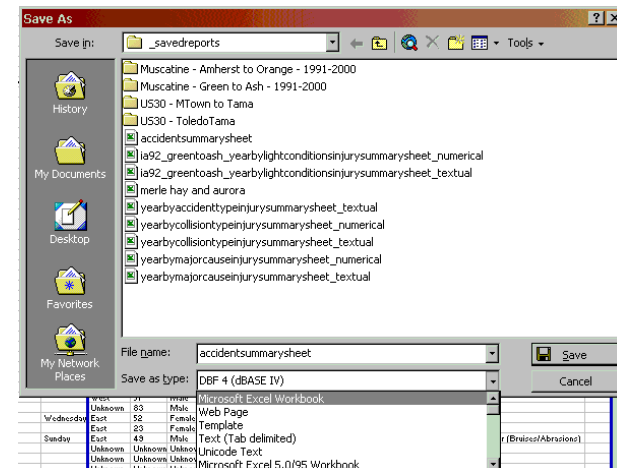 Save As
Save in:
_savedreports
Tools
History
My Documents
Desktop
Favorites
My Network
Places
Muscatine - Amherst to Orange - 1991-2000
Muscatine - Green to Ash - 1991-2000
US30 - MTown to Tama
US30 - ToledoTama
accidentsummarysheet
ia92_greentoash_yearbylightconditionsinjurysummarysheet_numerical
ia92_greentoash_yearbylightconditionsinjurysummarysheet_textual
merle hay and aurora
yearbyaccidenttypeinjurysummarysheet_textual
yearbycollisiontypeinjurysummarysheet_numerical
yearbycollisiontypeinjurysummarysheet_textual
yearbymajorcauseinjurysummarysheet_numerical
yearbymajorcauseinjurysummarysheet_textual
File name:
accidentsummarysheet
Save
Save as type:
DBF 4 (dBASE IV)
Cancel
Microsoft Excel Workbook
Web Page
Template
Text (Tab delimited)
Unicode Text
Microsoft Excel 5.0/95 Workbook
Unknown 83 Male
Wednesday East 52 Female
East 23 Female
Sunday East 49 Male
(Bruises/Abrasions)
Unknown Unknown
Unknown Unknown